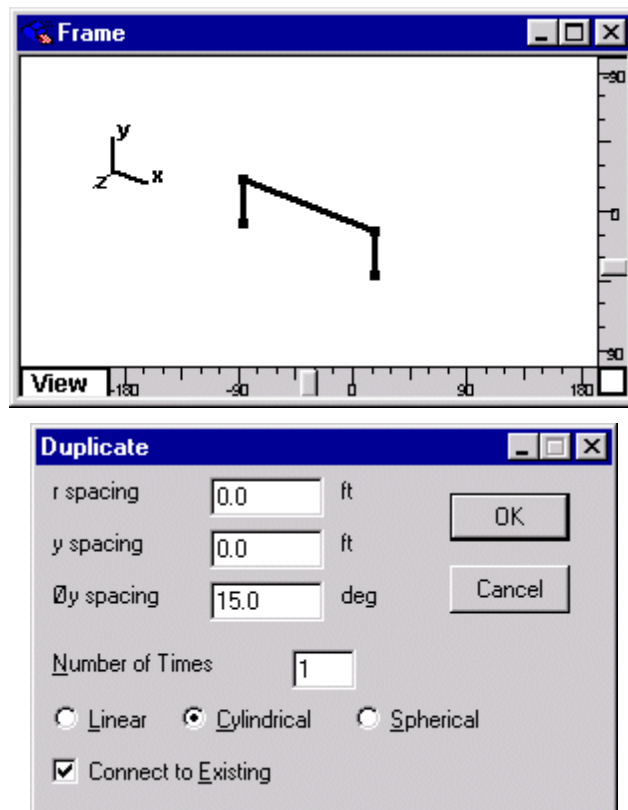 Frame
y
x
z
-90
0
90
View
-180
-90
0
90
180
Duplicate
r spacing
0.0
ft
OK
y spacing
0.0
ft
Øy spacing
15.0
deg
Cancel
Number of Times
1
Linear
Cylindrical
Spherical
Connect to Existing